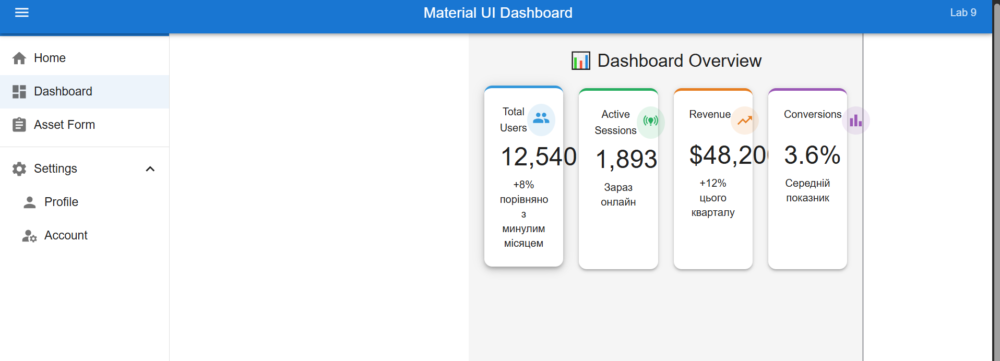 Material UI Dashboard
Lab 9
Home
Dashboard
Asset Form
Settings
Profile
Account
Dashboard Overview
Total
Users
12,540
+8%
порівняно
з
минулим
місяцем
Active
Sessions
1,893
Зараз
онлайн
Revenue
$48,20
+12%
цього
кварталу
Conversions
3.6%
Середній
показник